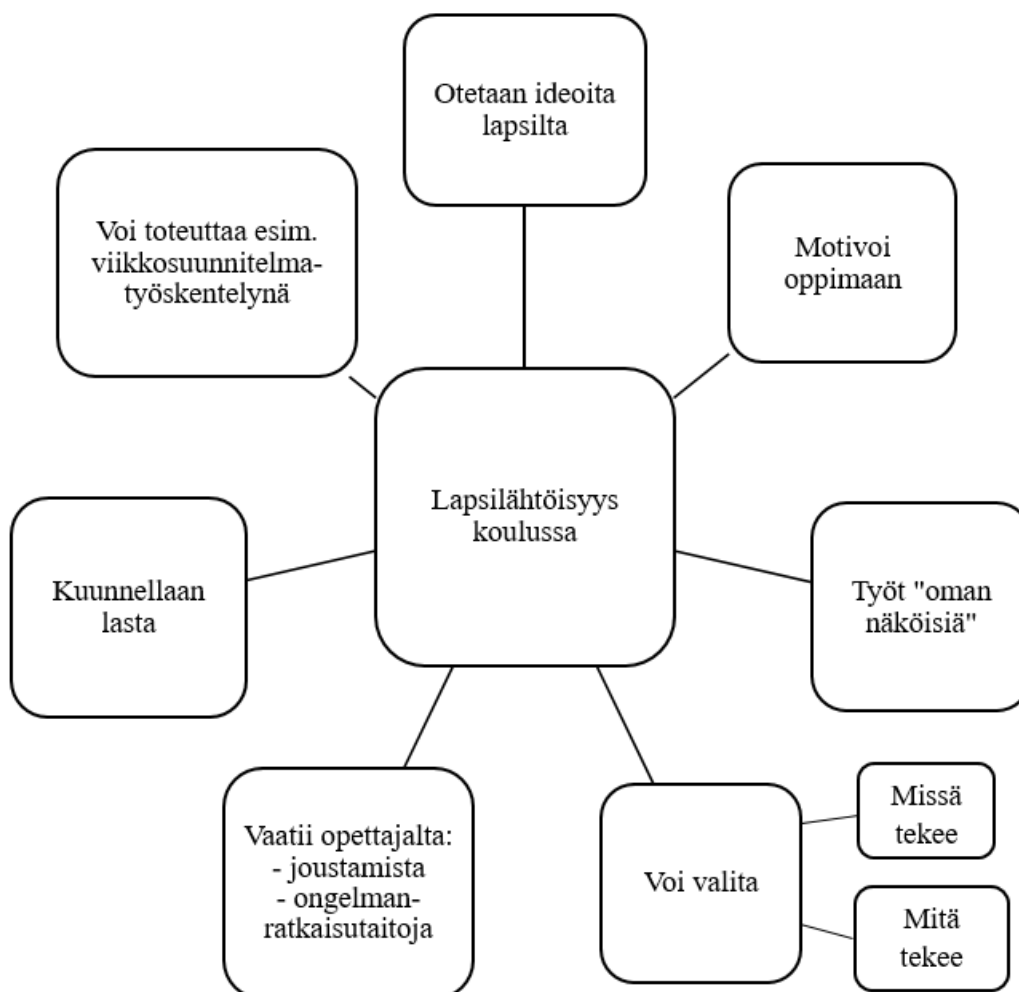 Otetaan ideoita
lapsilta
Voi toteuttaa esim.
viikkosuunnitelma-
työskentelynä
Motivoi
oppimaan
Lapsilähtöisyys
koulussa
Kuunnellaan
lasta
Työt "oman
näköisiä"
Vaatii opettajalta:
- joustamista
- ongelman-
ratkaisutaitoja
Voi valita
Missä
tekee
Mitä
tekee